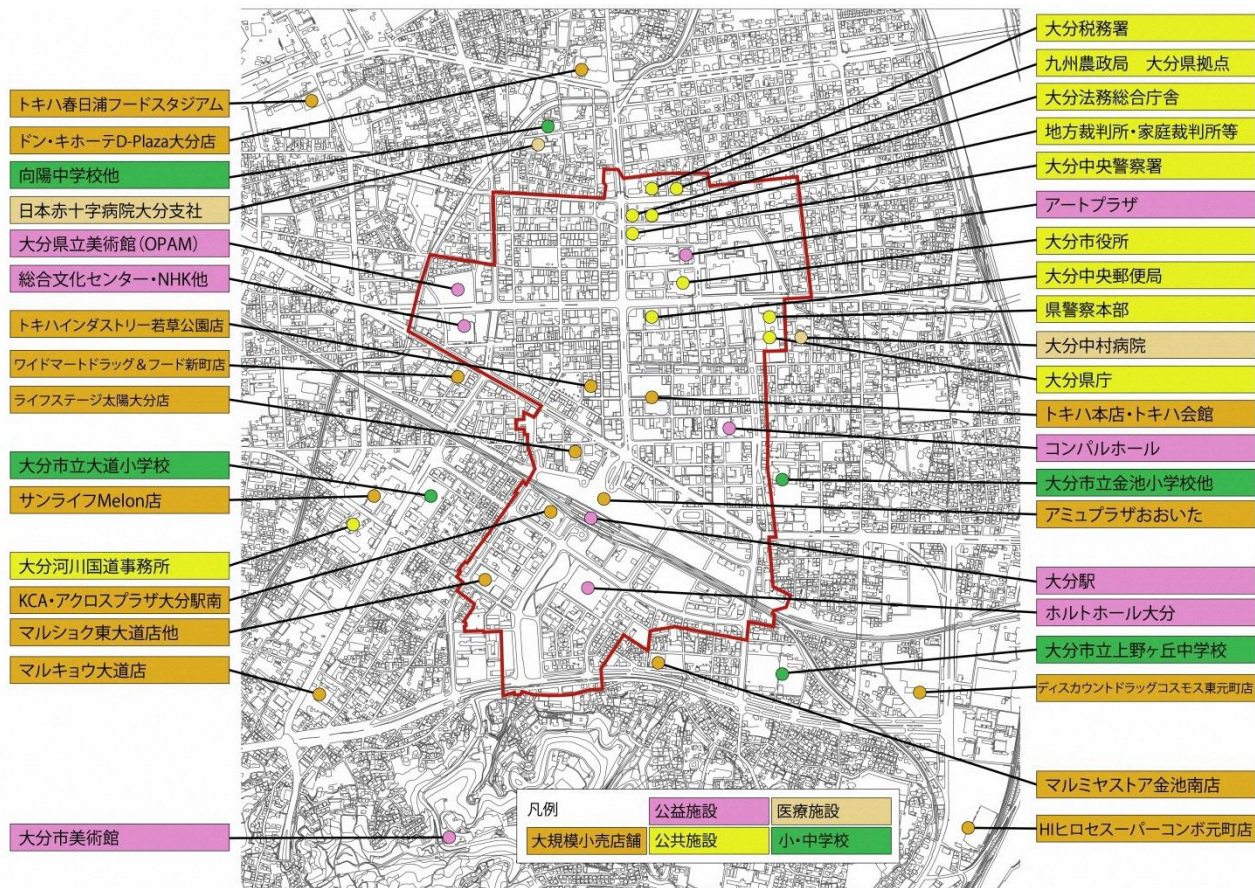 トキハ春日浦フードスタジアム
ドン・キホーテD-Plaza大分店
向陽中学校他
日本赤十字病院大分支社
大分県立美術館(OPAM)
総合文化センター・NHK他
トキハインダストリー若草公園店
ワイドマートドラッグ&フード新町店
ライフステージ太陽大分店
大分市立大道小学校
サンライフMelon店
大分河川国道事務所
KCA・アクロスプラザ大分駅南
マルショク東大道店他
マルキョウ大道店
大分市美術館
大分税務署
九州農政局 大分県拠点
大分法務総合庁舎
地方裁判所・家庭裁判所等
大分中央警察署
アートプラザ
大分市役所
大分中央郵便局
県警察本部
大分中村病院
大分県庁
トキハ本店・トキハ会館
コンパルホール
大分市立金池小学校他
アミュプラザおおいた
大分駅
ホルトホール大分
大分市立上野ヶ丘中学校
ディスカウントドラッグコスモス東元町店
マルミヤストア金池南店
HIヒロセスーパーコンボ元町店
凡例
公益施設
医療施設
大規模小売店舗
公共施設
小・中学校